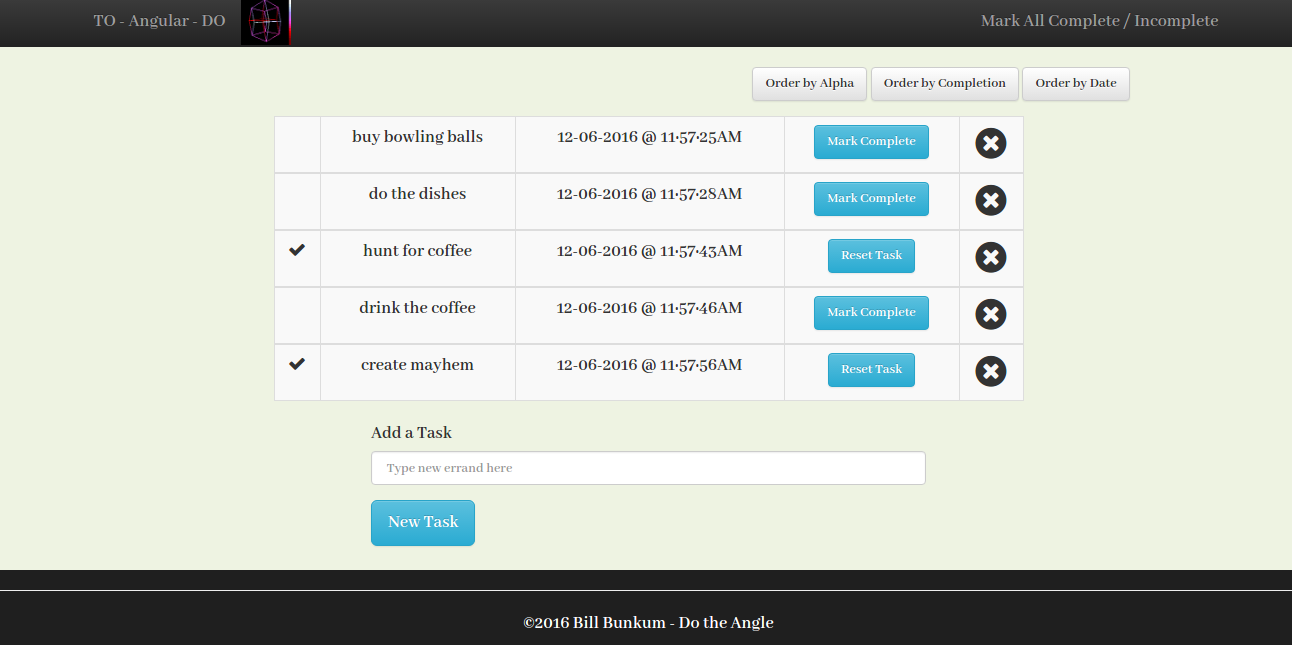 TO - Angular - DO Mark All Complete / Incomplete
Order by Alpha Order by Completion Order by Date
buy bowling balls 12-06-2016 @ 11:57:25AM Mark Complete
do the dishes 12-06-2016 @ 11:57:28AM Mark Complete
hunt for coffee 12-06-2016 @ 11:57:43AM Reset Task
drink the coffee 12-06-2016 @ 11:57:46AM Mark Complete
create mayhem 12-06-2016 @ 11:57:56AM Reset Task
Add a Task
Type new errand here
New Task
©2016 Bill Bunkum - Do the Angle